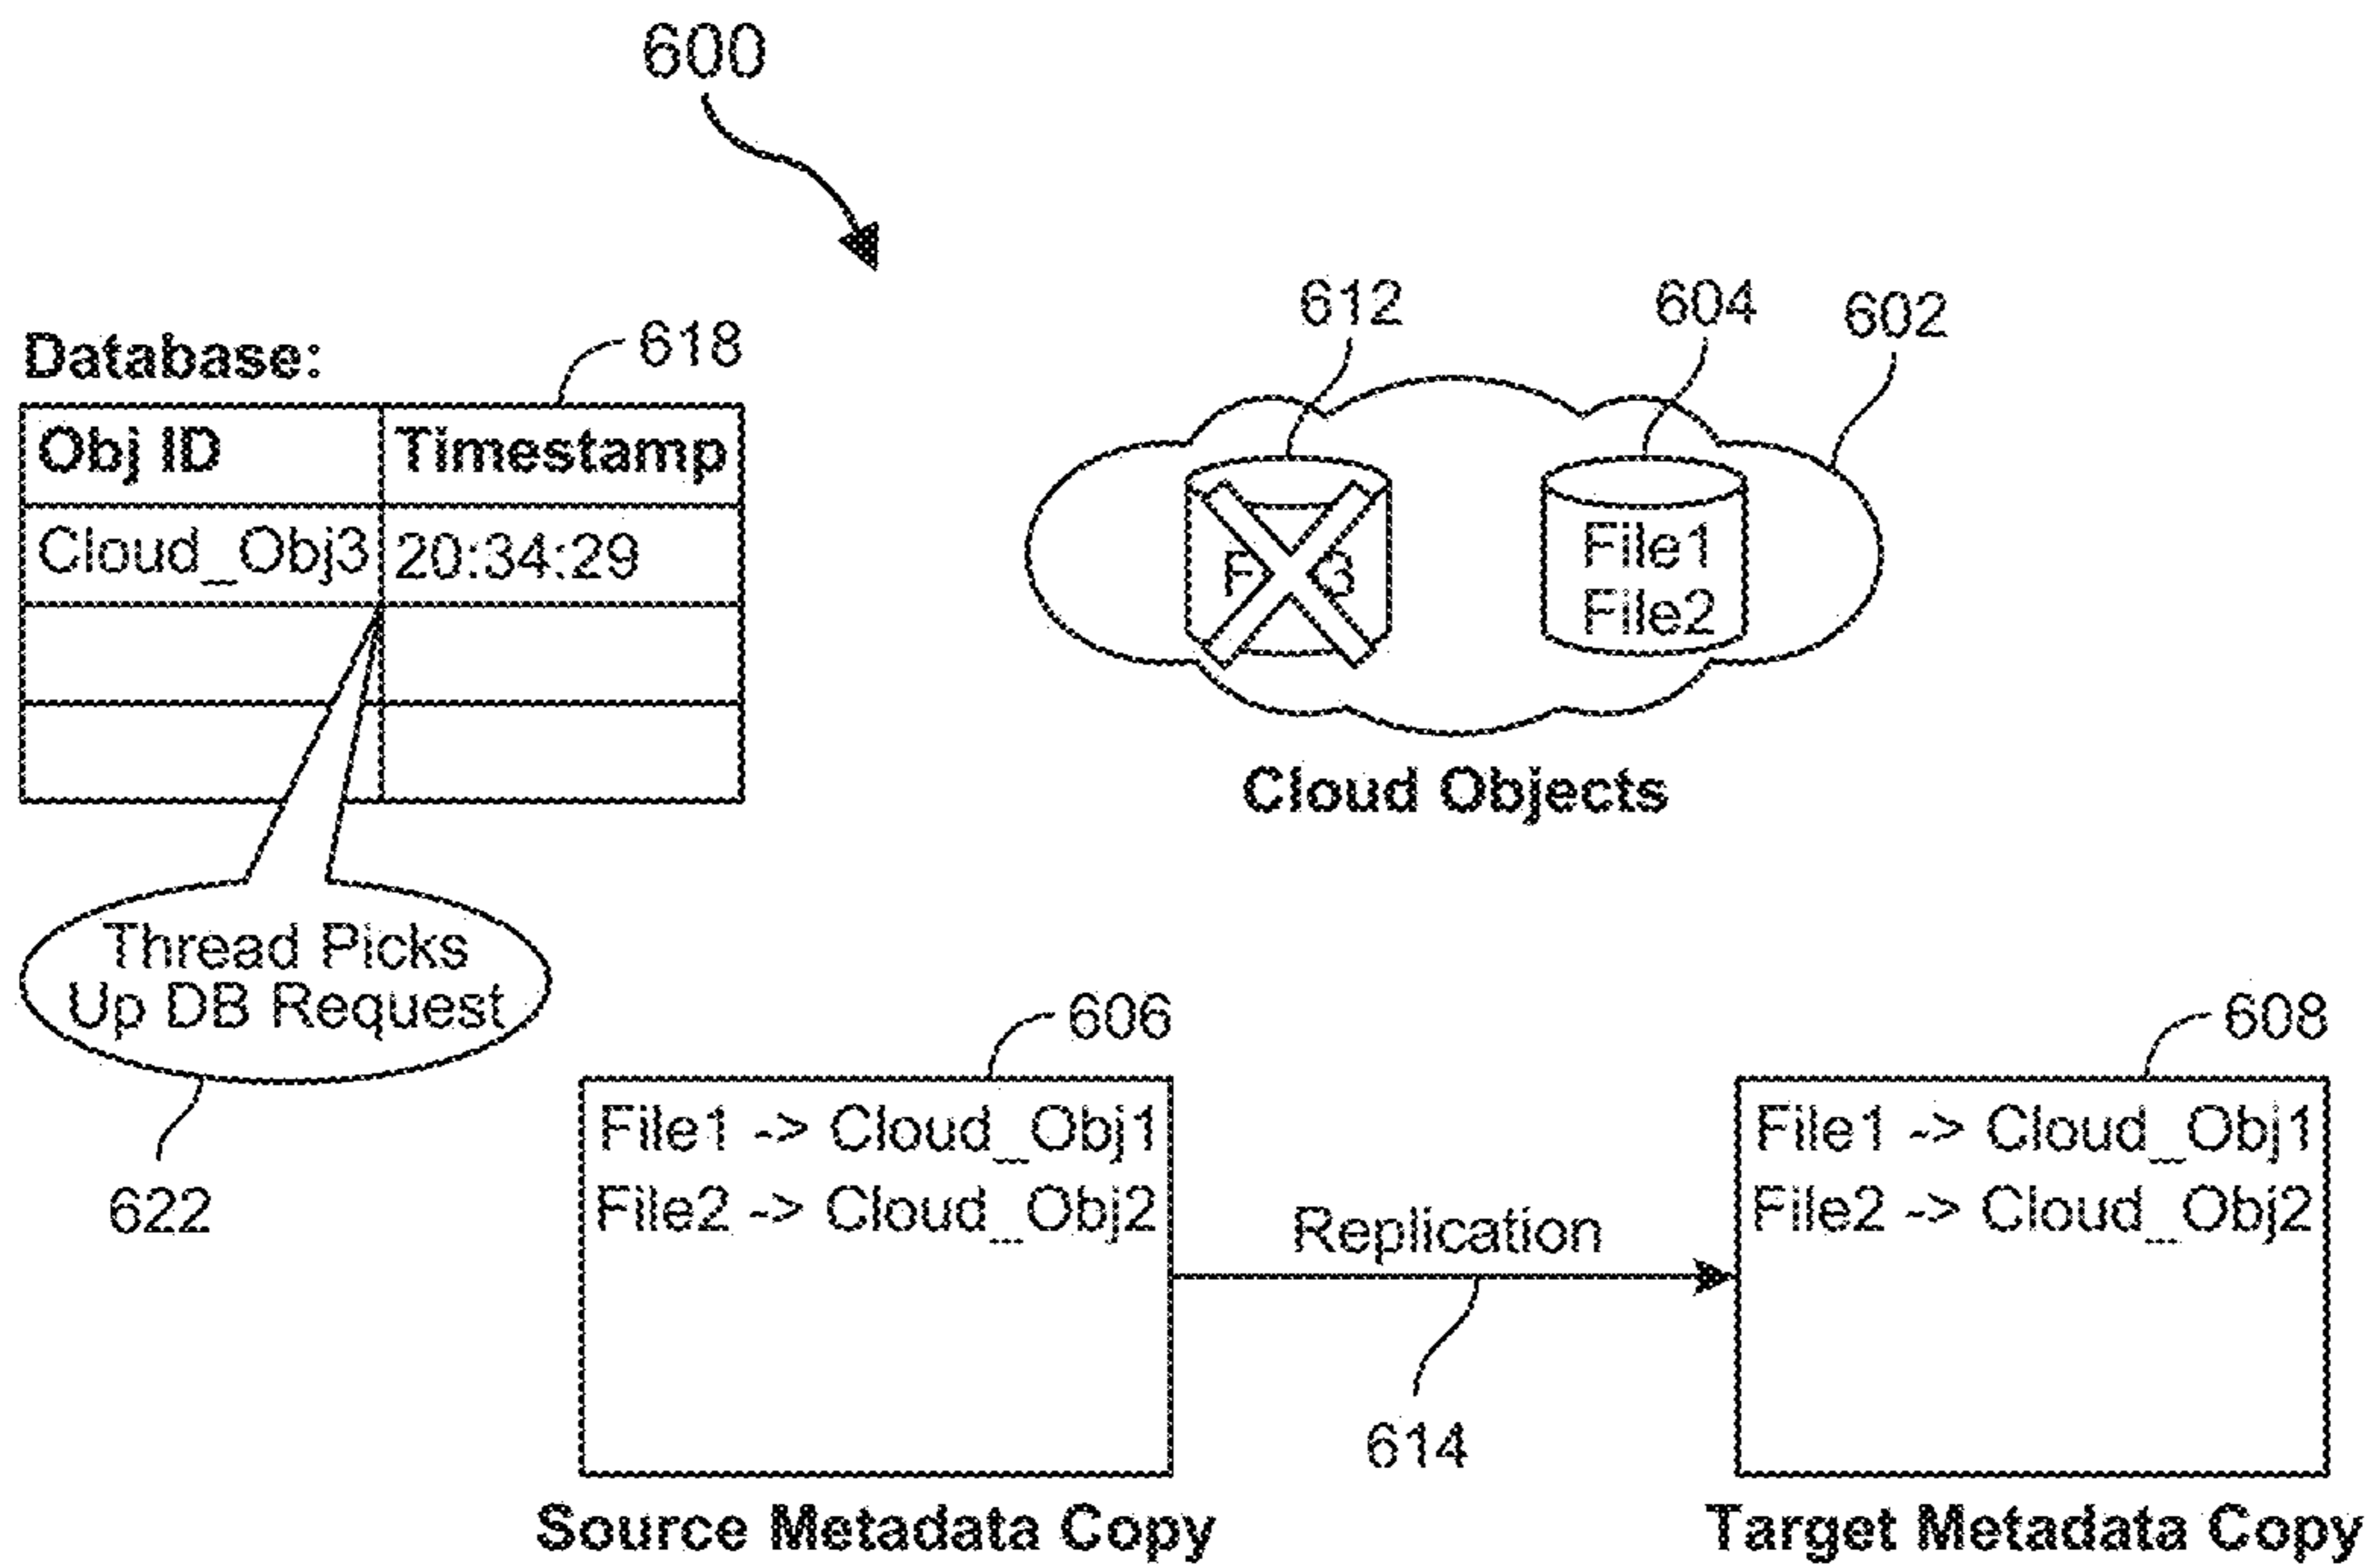 600
612
604
602
Database:
618
Obj ID
Timestamp
Cloud_Obj3
20:34:29
F
3
File1
File2
Cloud Objects
Thread Picks
Up DB Request
622
606
608
File1 -> Cloud_Obj1
File2 -> Cloud_Obj2
Replication
614
File1 -> Cloud_Obj1
File2 -> Cloud_Obj2
Source Metadata Copy
Target Metadata Copy